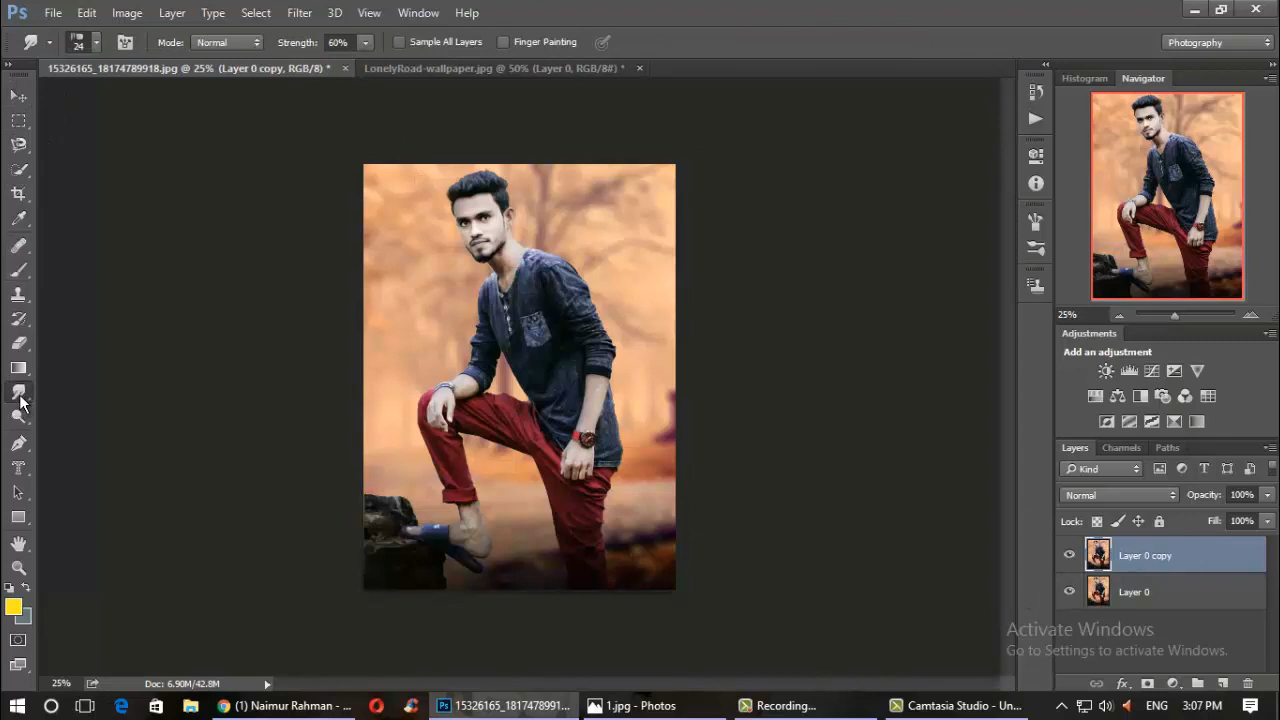 Ps File Edit Image Layer Type Select Filter 3D View Window Help
24 Mode: Normal Strength: 60% Sample All Layers Finger Painting Photography
15326165_18174789918.jpg @ 25% (Layer 0 copy, RGB/8) * × LonelyRoad-wallpaper.jpg @ 50% (Layer 0, RGB/8#) * ×
Histogram Navigator
25%
Adjustments
Add an adjustment
Layers Channels Paths
Kind
Normal Opacity: 100%
Lock: Fill: 100%
Layer 0 copy
Layer 0
Activate Windows
Go to Settings to activate Windows.
25% Doc: 6.90M/42.8M
(1) Naimur Rahman - ... Ps 15326165_1817478991... 1.jpg - Photos Recording... Camtasia Studio - Un... 3:07 PM